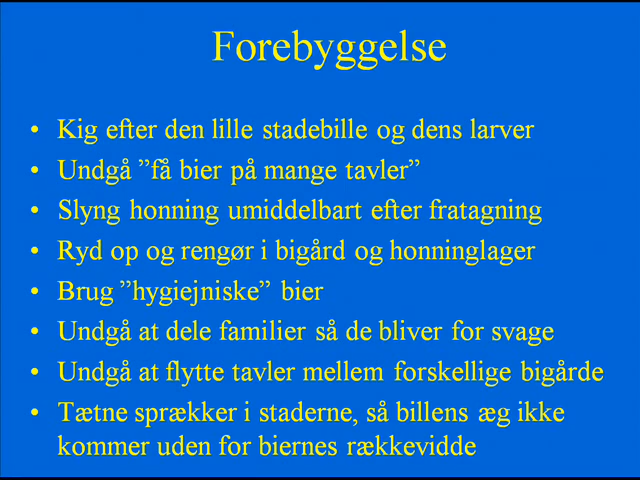 Forebyggelse
• Kig efter den lille stadebille og dens larver
• Undgå ”få bier på mange tavler”
• Slyng honning umiddelbart efter fratagning
• Ryd op og rengør i bigård og honninglager
• Brug ”hygiejniske” bier
• Undgå at dele familier så de bliver for svage
• Undgå at flytte tavler mellem forskellige bigårde
• Tætne sprækker i staderne, så billens æg ikke
kommer uden for biernes rækkevidde